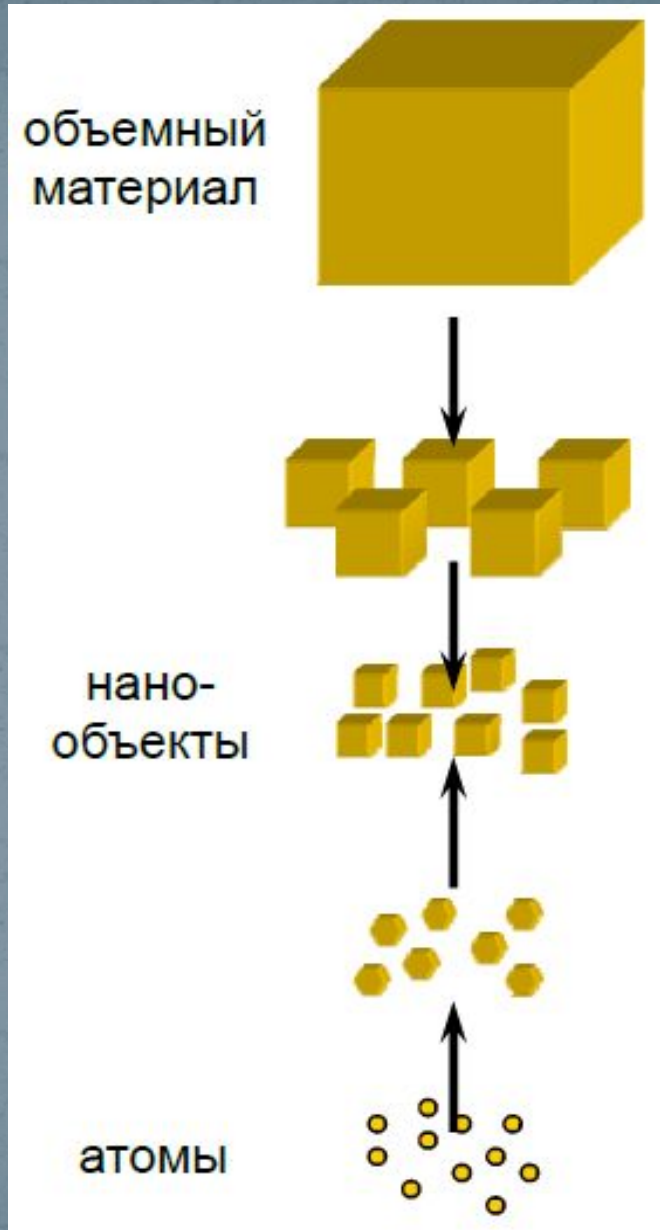 объемный
материал
нано-
объекты
атомы